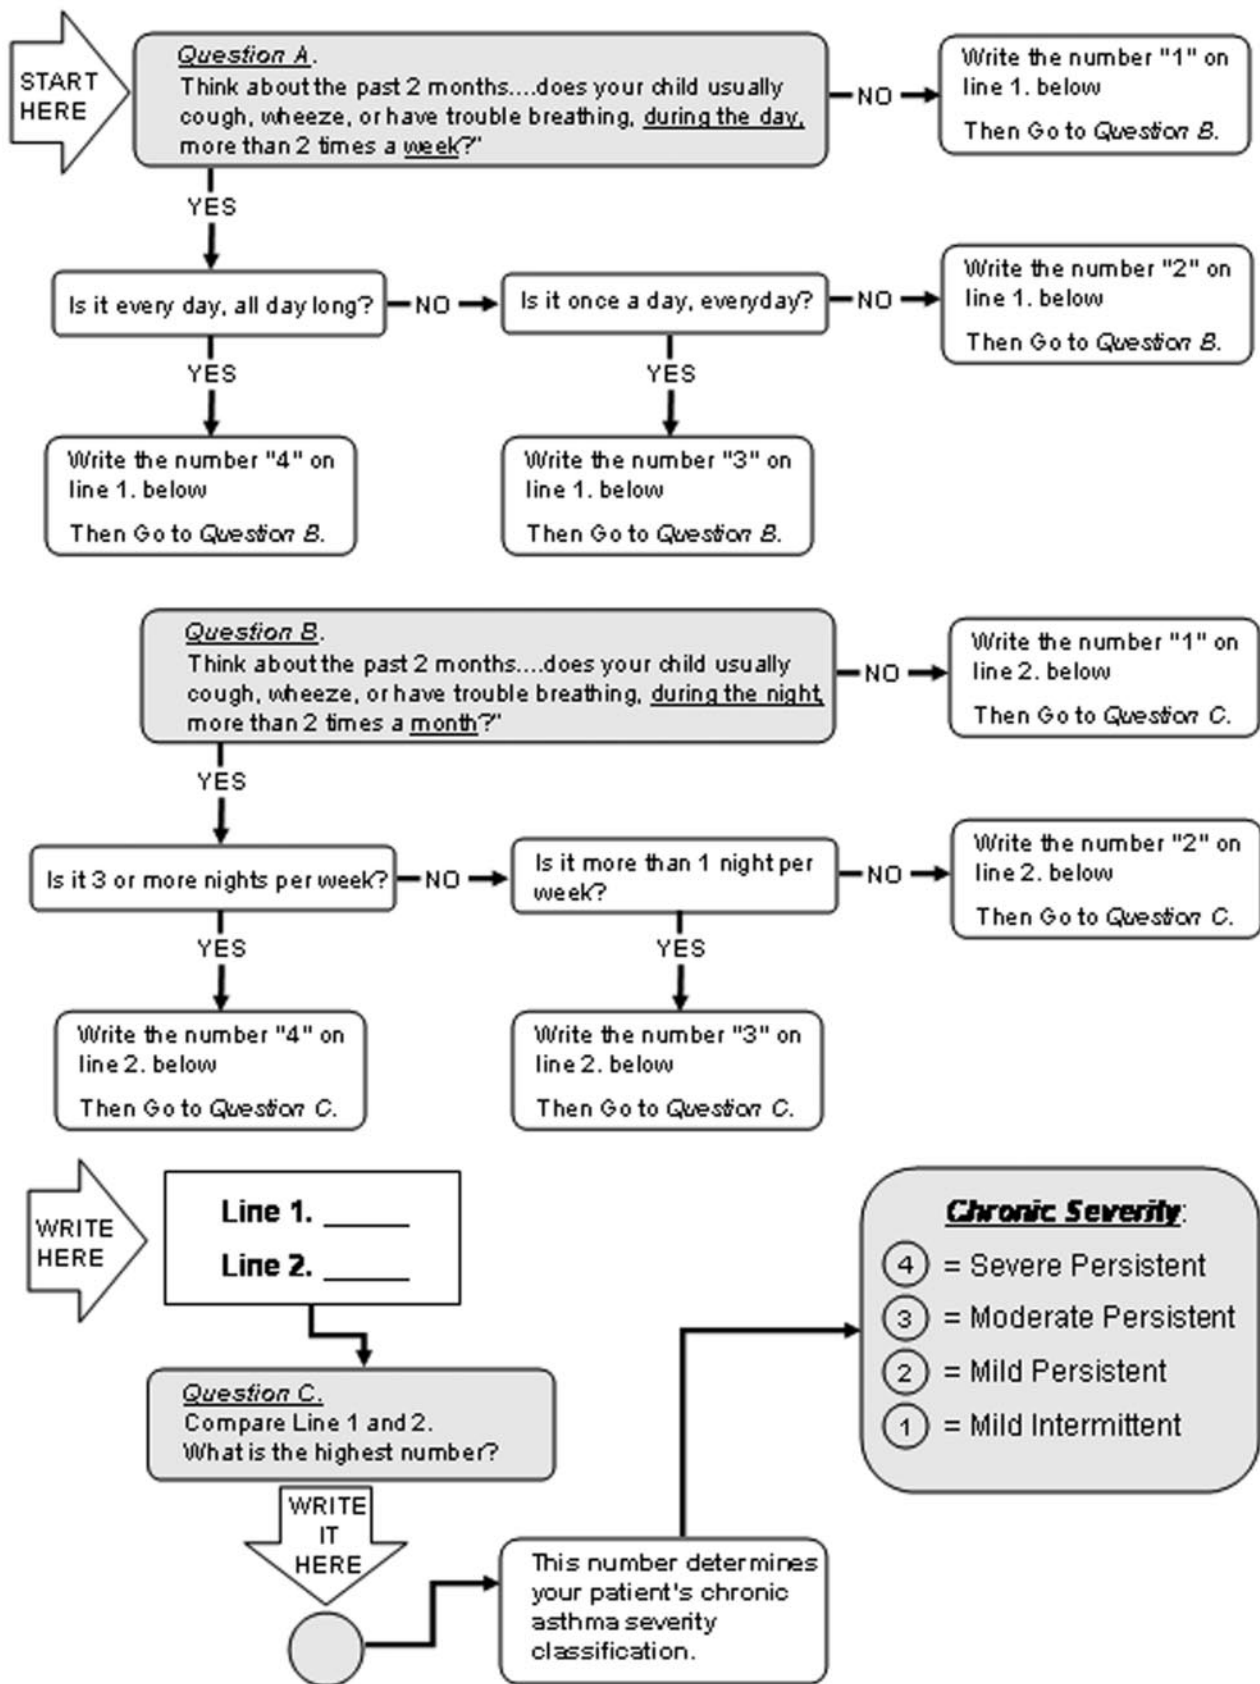 START
HERE
Question A.
Think about the past 2 months....does your child usually
cough, wheeze, or have trouble breathing, during the day,
more than 2 times a week?"
NO
Write the number "1" on
line 1. below
Then Go to Question B.
YES
Is it every day, all day long?
NO
Is it once a day, everyday?
NO
Write the number "2" on
line 1. below
Then Go to Question B.
YES
YES
Write the number "4" on
line 1. below
Then Go to Question B.
Write the number "3" on
line 1. below
Then Go to Question B.
Question B.
Think about the past 2 months....does your child usually
cough, wheeze, or have trouble breathing, during the night,
more than 2 times a month?"
NO
Write the number "1" on
line 2. below
Then Go to Question C.
YES
Is it 3 or more nights per week?
NO
Is it more than 1 night per
week?
NO
Write the number "2" on
line 2. below
Then Go to Question C.
YES
YES
Write the number "4" on
line 2. below
Then Go to Question C.
Write the number "3" on
line 2. below
Then Go to Question C.
WRITE
HERE
Line 1. ______
Line 2. ______
Question C.
Compare Line 1 and 2.
What is the highest number?
WRITE
IT
HERE
This number determines
your patient's chronic
asthma severity
classification.
Chronic Severity:
4 = Severe Persistent
3 = Moderate Persistent
2 = Mild Persistent
1 = Mild Intermittent